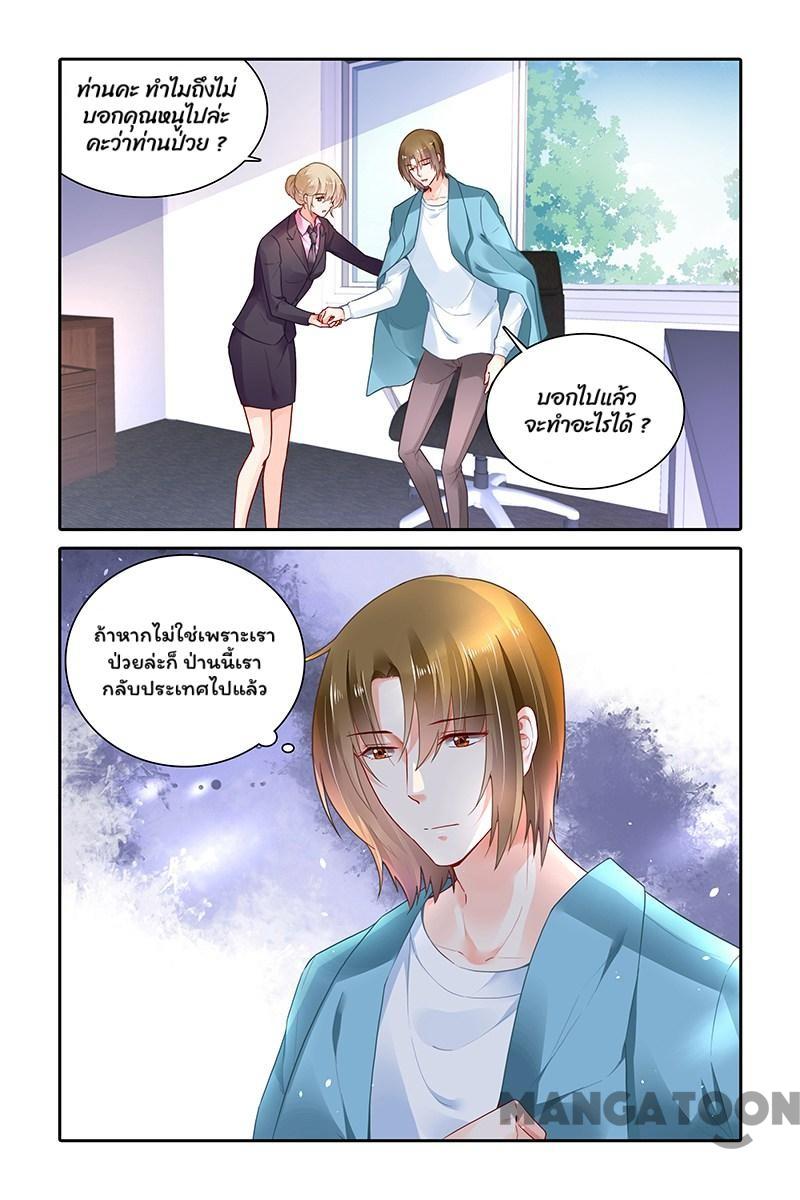 ท่านคะ ทำไมถึงไม่
บอกคุณหนูไปล่ะ
คะว่าท่านป่วย ?
บอกไปแล้ว
จะทำอะไรได้ ?
ถ้าหากไม่ใช่เพราะเรา
ป่วยล่ะก็ ป่านนี้เรา
กลับประเทศไปแล้ว
MANGATOON